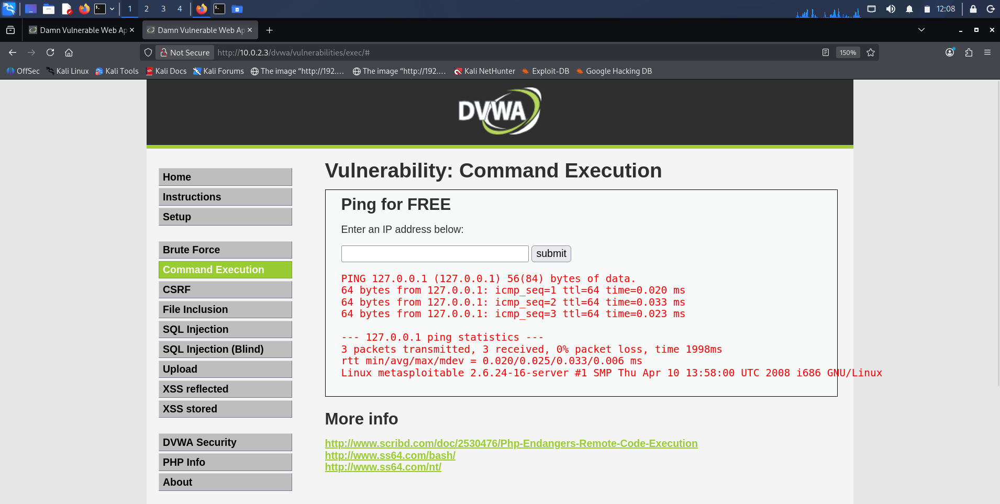 1 2 3 4 12:08
Damn Vulnerable Web Ap Damn Vulnerable Web Ap
Not Secure http://10.0.2.3/dvwa/vulnerabilities/exec/# 150%
OffSec Kali Linux Kali Tools Kali Docs Kali Forums The image “http://192.… The image “http://192.… Kali NetHunter Exploit-DB Google Hacking DB
DVWA
Home
Instructions
Setup
Brute Force
Command Execution
CSRF
File Inclusion
SQL Injection
SQL Injection (Blind)
Upload
XSS reflected
XSS stored
DVWA Security
PHP Info
About
Vulnerability: Command Execution
Ping for FREE
Enter an IP address below:
submit
PING 127.0.0.1 (127.0.0.1) 56(84) bytes of data.
64 bytes from 127.0.0.1: icmp_seq=1 ttl=64 time=0.020 ms
64 bytes from 127.0.0.1: icmp_seq=2 ttl=64 time=0.033 ms
64 bytes from 127.0.0.1: icmp_seq=3 ttl=64 time=0.023 ms
--- 127.0.0.1 ping statistics ---
3 packets transmitted, 3 received, 0% packet loss, time 1998ms
rtt min/avg/max/mdev = 0.020/0.025/0.033/0.006 ms
Linux metasploitable 2.6.24-16-server #1 SMP Thu Apr 10 13:58:00 UTC 2008 i686 GNU/Linux
More info
http://www.scribd.com/doc/2530476/Php-Endangers-Remote-Code-Execution
http://www.ss64.com/bash/
http://www.ss64.com/nt/